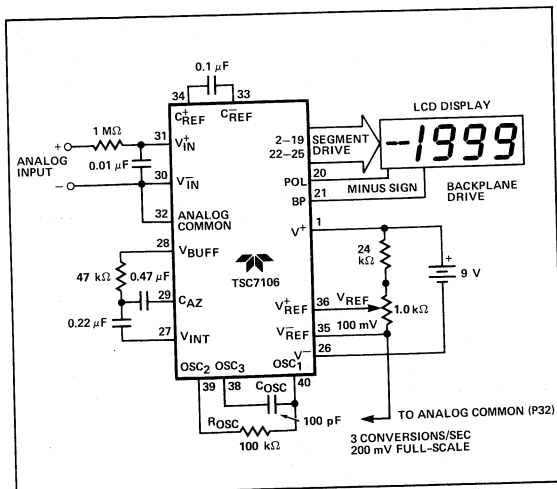 0.1 μF
34 33
C+REF C−REF
LCD DISPLAY
-1999
31
1 MΩ
+
V+IN
ANALOG INPUT
0.01 μF
30
–
V−IN
2–19 SEGMENT
22–25 DRIVE
20
POL
MINUS SIGN
21
BP
BACKPLANE
DRIVE
32
ANALOG
COMMON
1
V+
28
VBUFF
24
kΩ
+
9 V
47 kΩ
0.47 μF
TSC7106
29
CAZ
36
V+REF
VREF
1.0 kΩ
0.22 μF
27
VINT
35
V−REF
100 mV
26
V−
OSC2 OSC3 OSC1
39 38 COSC 40
100 pF
ROSC
100 kΩ
TO ANALOG COMMON (P32)
3 CONVERSIONS/SEC
200 mV FULL-SCALE